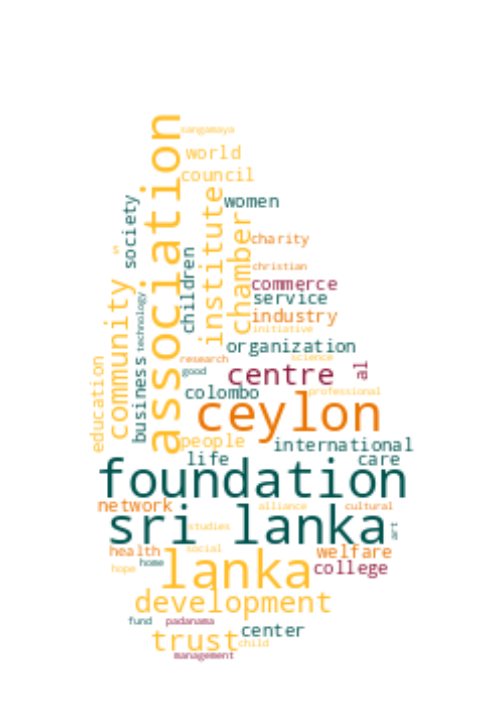 sangamaya
association
world
council
women
society
institute
chamber
charity
s
children
christian
commerce
service
community
technology
industry
initiative
organization
research
science
education
business
good
centre
al
colombo
professional
ceylon
people
international
life
care
foundation
network
alliance
cultural
sri lanka
studies
art
health
social
welfare
home
hope
lanka
college
development
fund
padanama
center
trust
child
management